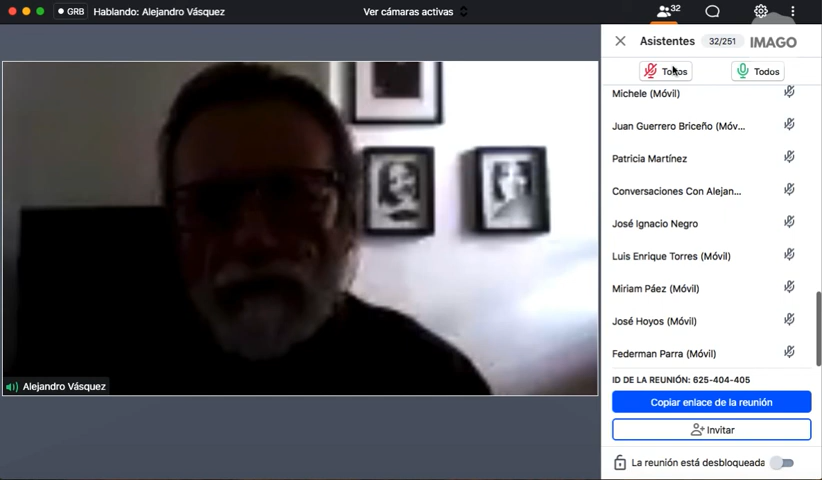 GRB
Hablando: Alejandro Vásquez
Ver cámaras activas
32
Asistentes
32/251
IMAGO
Todos
Todos
Michele (Móvil)
Juan Guerrero Briceño (Móv...
Patricia Martínez
Conversaciones Con Alejan...
José Ignacio Negro
Luis Enrique Torres (Móvil)
Miriam Páez (Móvil)
José Hoyos (Móvil)
Federman Parra (Móvil)
ID DE LA REUNIÓN: 625-404-405
Copiar enlace de la reunión
Invitar
La reunión está desbloqueada
Alejandro Vásquez